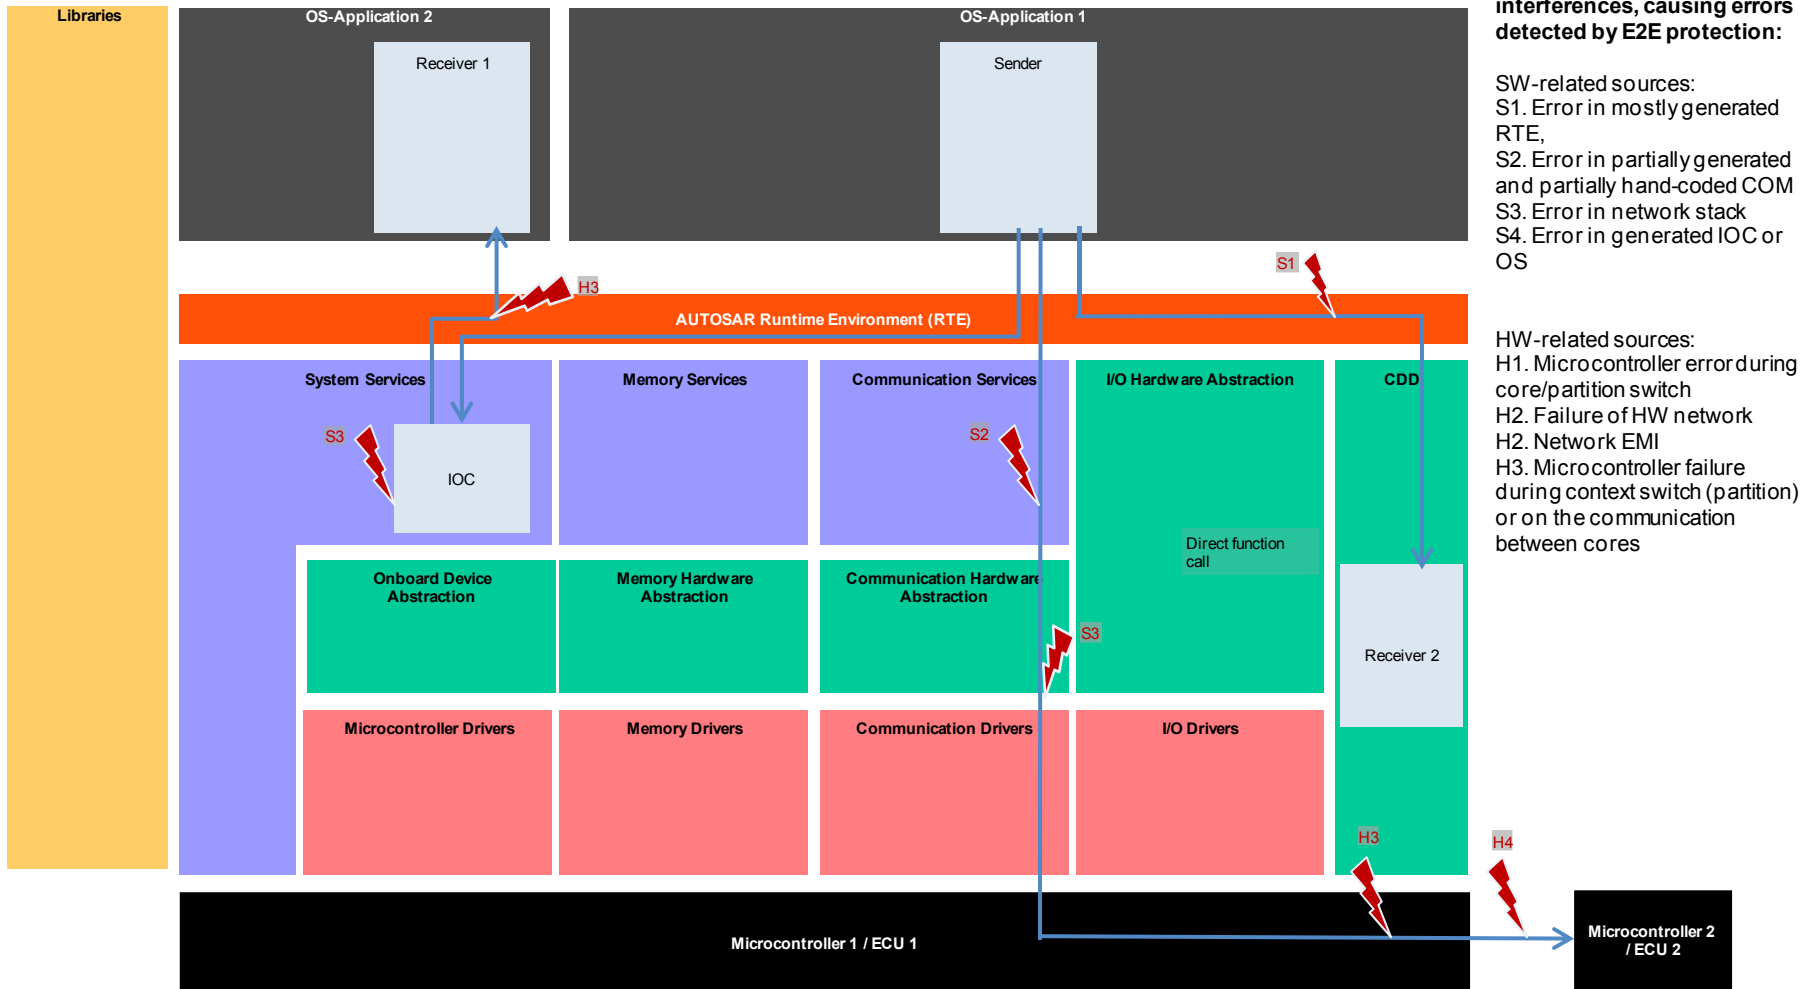 Libraries
OS-Application 2
OS-Application 1
Receiver 1
Sender
interferences, causing errors
detected by E2E protection:
SW-related sources:
S1. Error in mostly generated
RTE,
S2. Error in partially generated
and partially hand-coded COM
S3. Error in network stack
S4. Error in generated IOC or
OS
HW-related sources:
H1. Microcontroller error during
core/partition switch
H2. Failure of HW network
H2. Network EMI
H3. Microcontroller failure
during context switch (partition)
or on the communication
between cores
H3
S1
AUTOSAR Runtime Environment (RTE)
System Services
Memory Services
Communication Services
I/O Hardware Abstraction
CDD
S3
S2
IOC
Direct function
call
Onboard Device
Abstraction
Memory Hardware
Abstraction
Communication Hardware
Abstraction
S3
Receiver 2
Microcontroller Drivers
Memory Drivers
Communication Drivers
I/O Drivers
H3
H4
Microcontroller 1 / ECU 1
Microcontroller 2
/ ECU 2